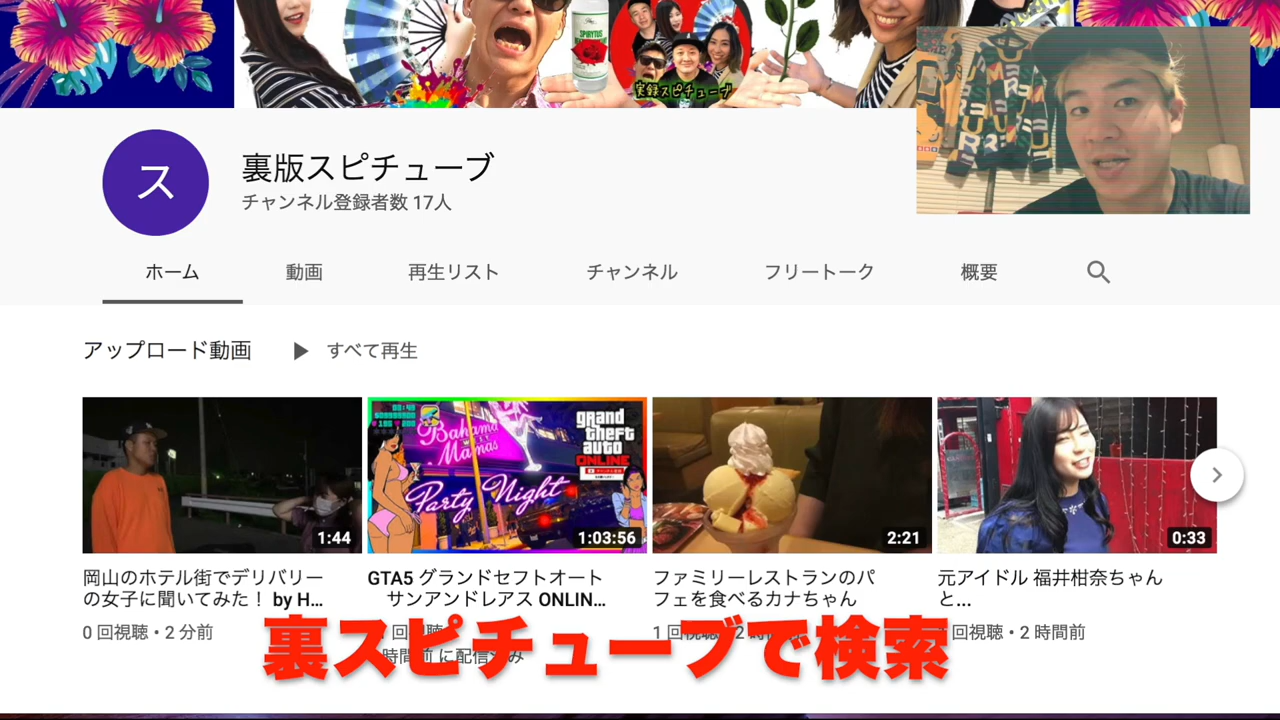 SPIRYTUS
実録スピチューブ
ス
裏版スピチューブ
チャンネル登録者数 17人
ホーム
動画
再生リスト
チャンネル
フリートーク
概要
アップロード動画
すべて再生
Bahama
Mamas
Party Night
grand
theft
auto
ONLINE
1:44
1:03:56
2:21
0:33
岡山のホテル街でデリバリー
の女子に聞いてみた! by H...
GTA5 グランドセフトオート
サンアンドレアス ONLIN...
ファミリーレストランのパ
フェを食べるカナちゃん
元アイドル 福井柑奈ちゃん
と...
0 回視聴・2 分前
回視聴・2 時間前
裏スピチューブで検索